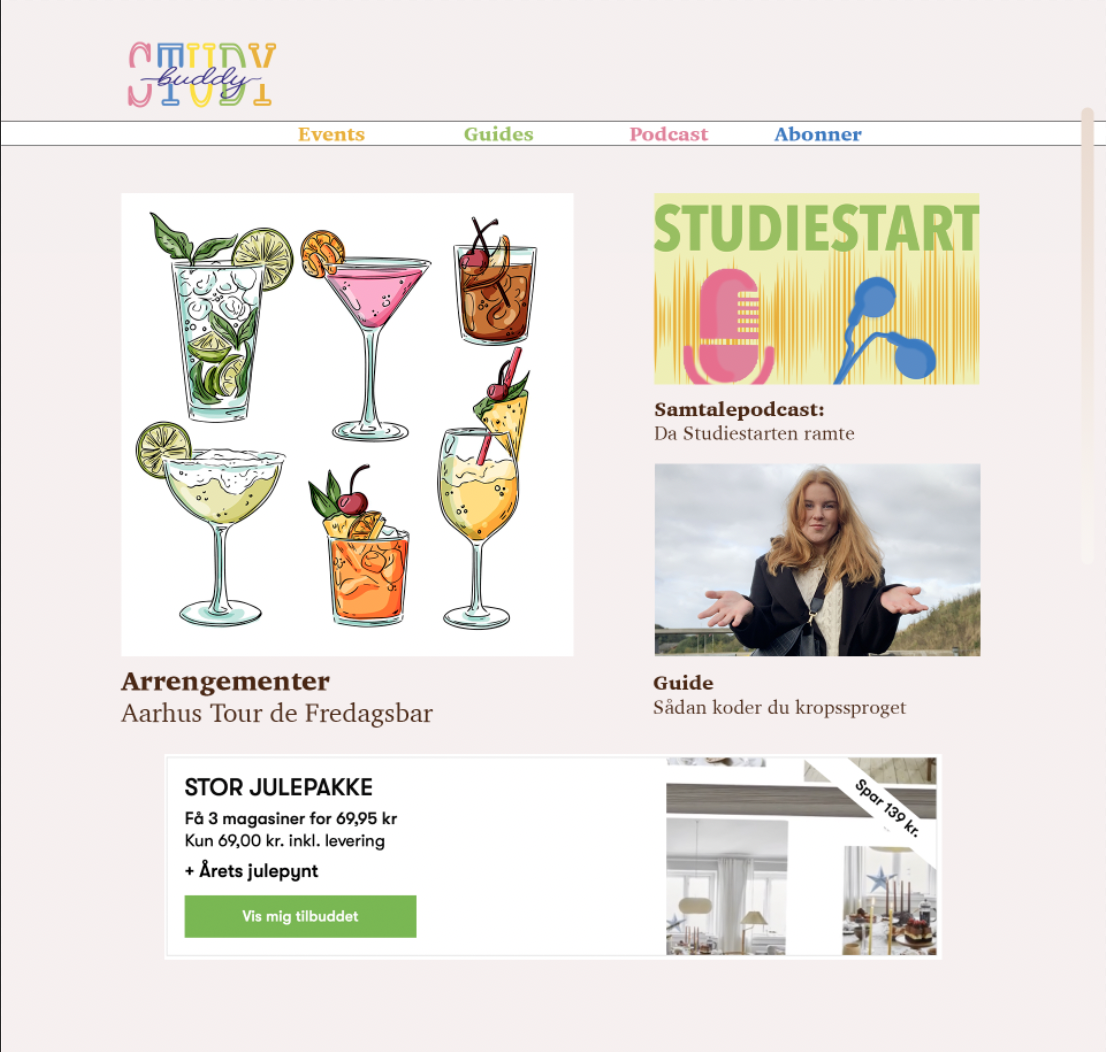 STUDY
buddy
Events Guides Podcast Abonner
STUDIESTART
Samtalepodcast:
Da Studiestarten ramte
Arrengementer
Aarhus Tour de Fredagsbar
Guide
Sådan koder du kropssproget
STOR JULEPAKKE
Få 3 magasiner for 69,95 kr
Kun 69,00 kr. inkl. levering
+ Årets julepynt
Vis mig tilbuddet
Spar 139 kr.